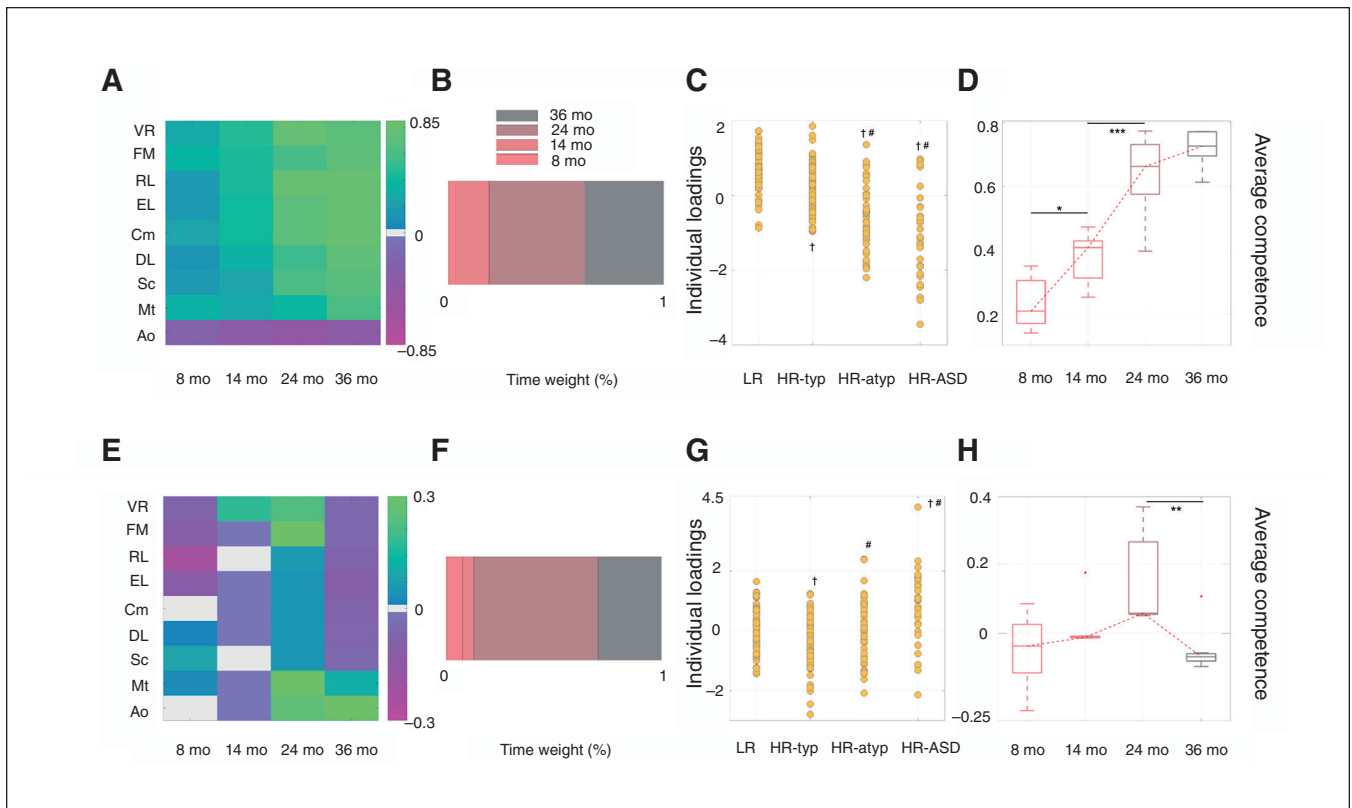 A
VR
FM
RL
EL
Cm
DL
Sc
Mt
Ao
0.85
0
−0.85
8 mo 14 mo 24 mo 36 mo
B
36 mo
24 mo
14 mo
8 mo
0 1
Time weight (%)
C
Individual loadings
2
0
−2
−4
†
† #
† #
LR HR-typ HR-atyp HR-ASD
D
0.8
0.6
0.4
0.2
*
***
8 mo 14 mo 24 mo 36 mo
Average competence
E
VR
FM
RL
EL
Cm
DL
Sc
Mt
Ao
0.3
0
−0.3
8 mo 14 mo 24 mo 36 mo
F
0 1
Time weight (%)
G
Individual loadings
4.5
2
0
−2
†
#
† #
LR HR-typ HR-atyp HR-ASD
H
0.4
0.2
0
−0.25
**
8 mo 14 mo 24 mo 36 mo
Average competence